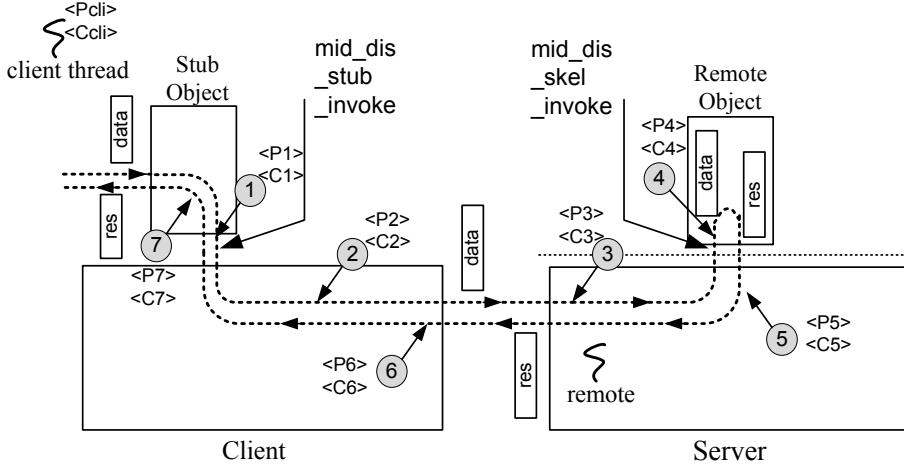 <Pcli>
<Ccli>
client thread
Stub
Object
mid_dis
_stub
_invoke
mid_dis
_skel
_invoke
Remote
Object
data
res
<P1>
<C1>
1
7
<P7>
<C7>
<P2>
<C2>
2
data
<P3>
<C3>
3
<P4>
<C4>
4
data
res
<P5>
<C5>
5
<P6>
<C6>
6
res
remote
Client
Server